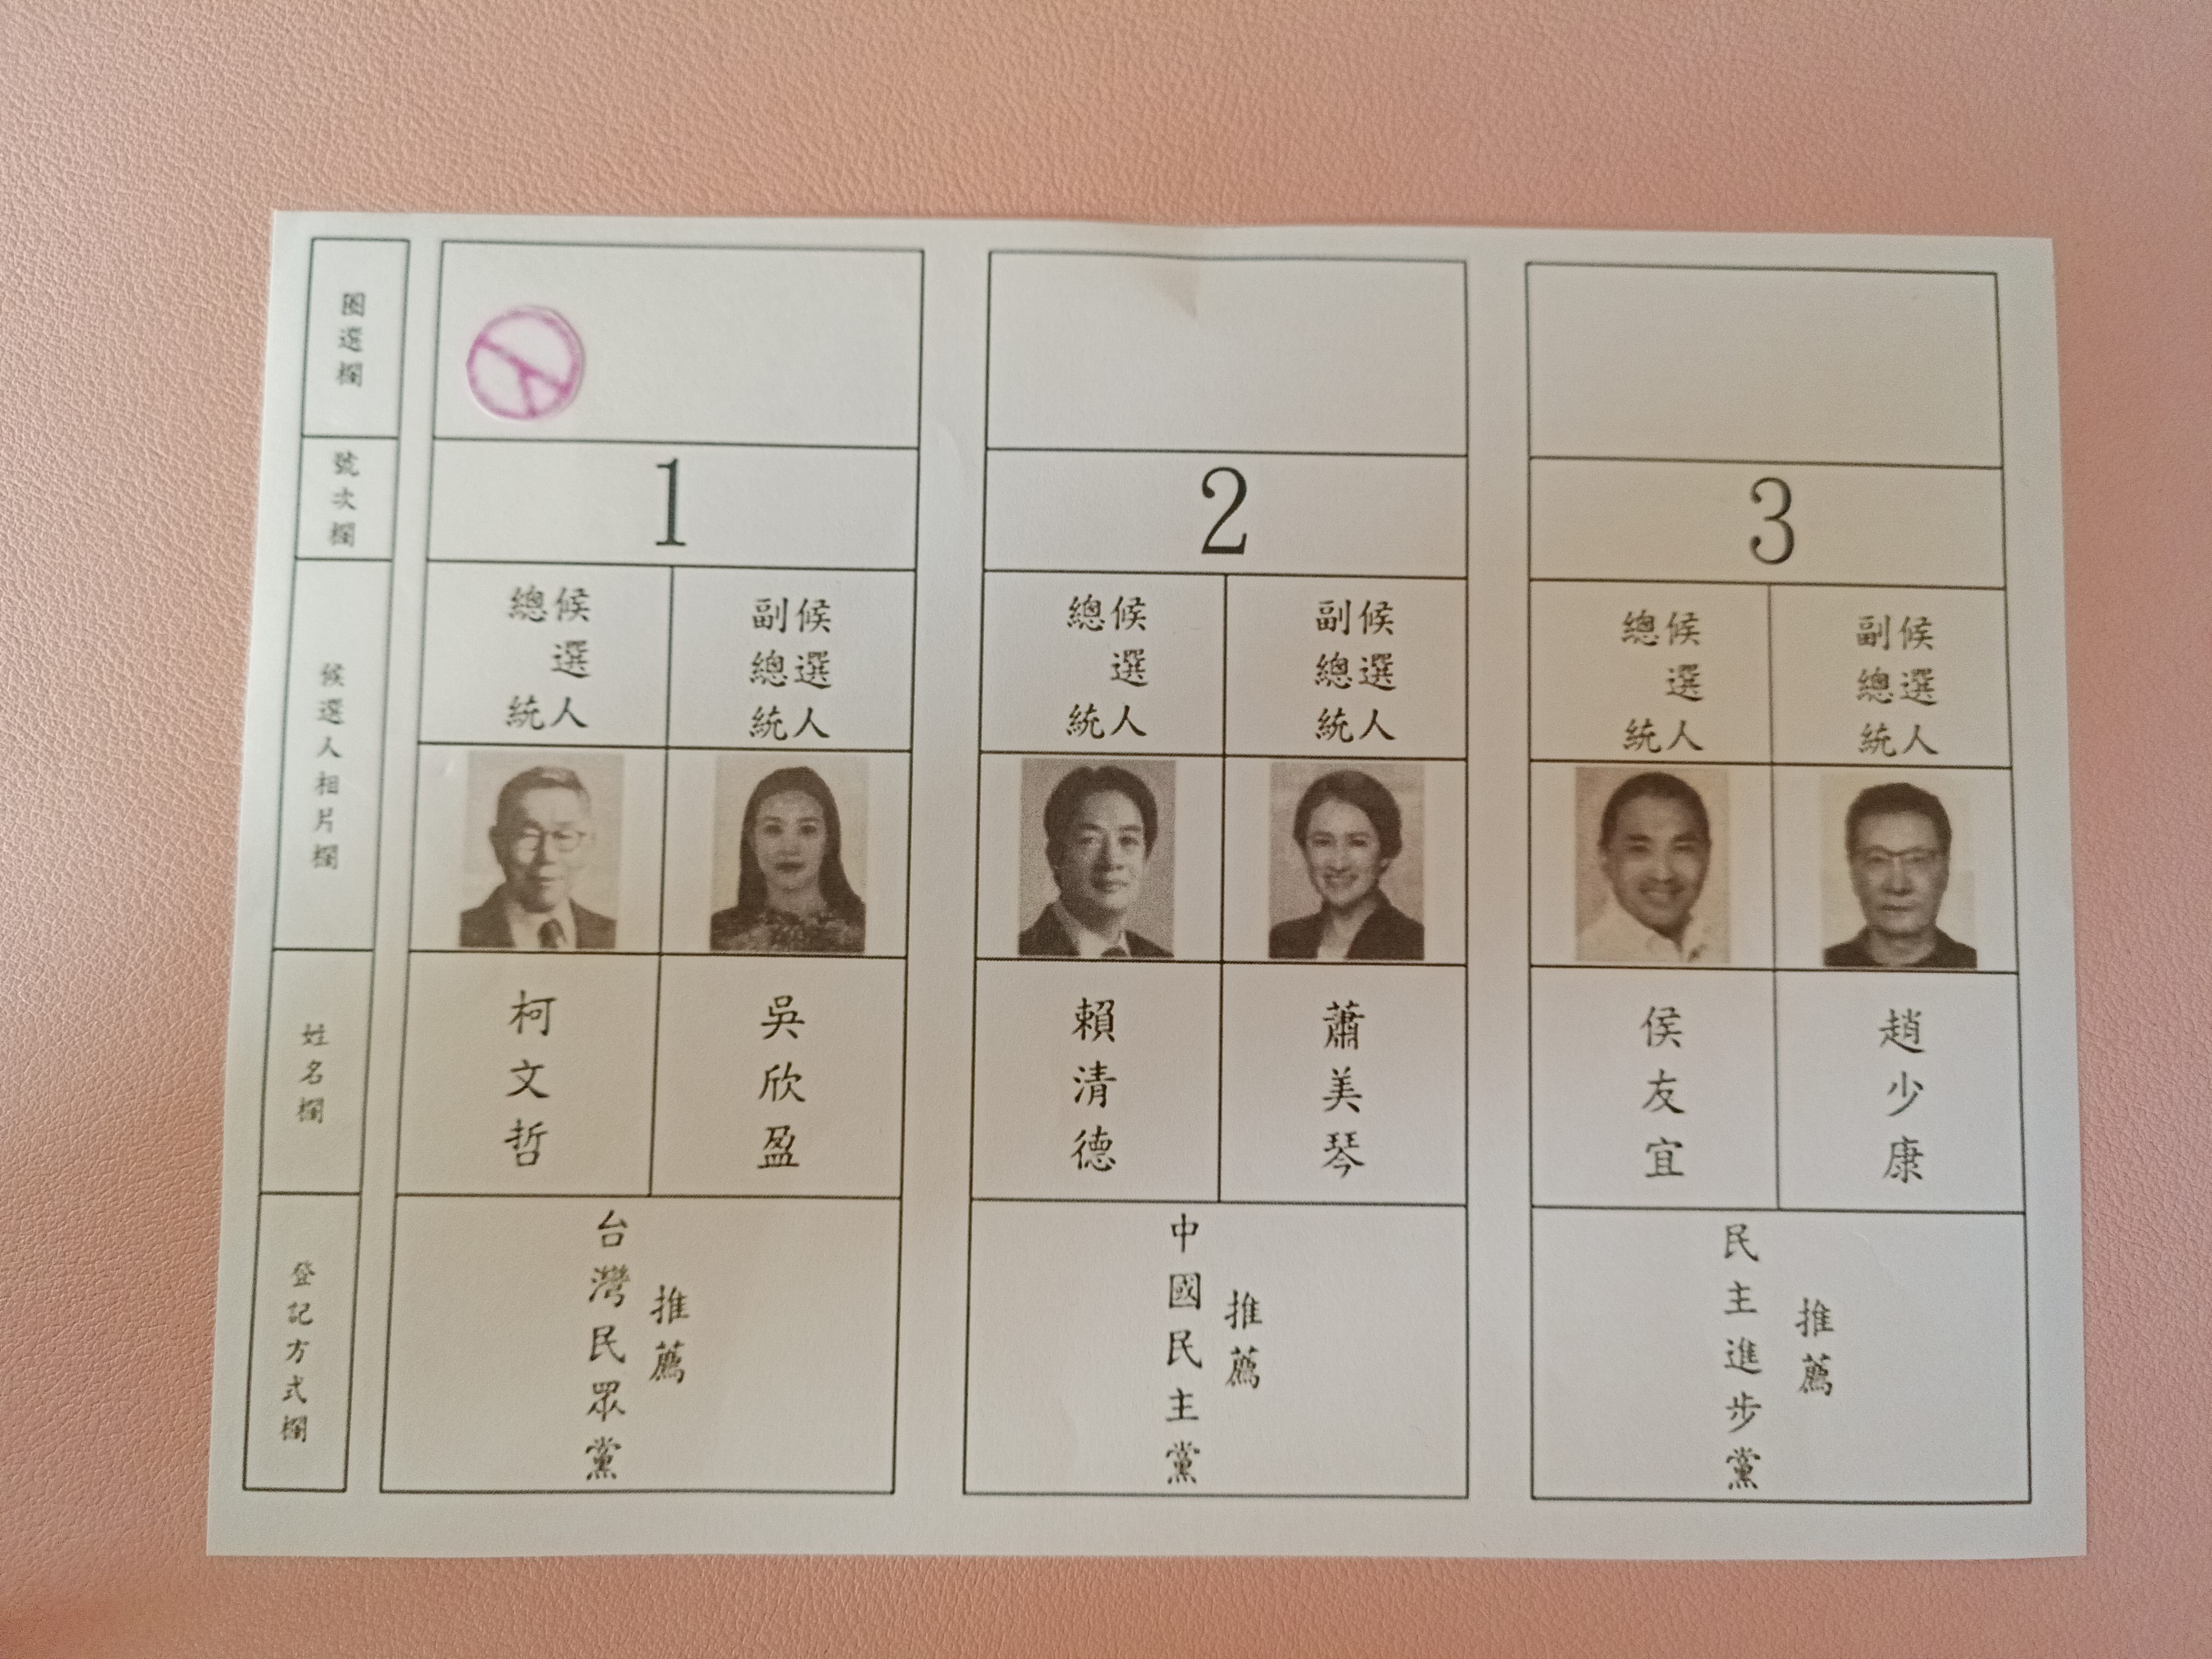 圈選欄
號次欄
候選人相片欄
姓名欄
登記方式欄
1
總統
候選人
副總統
候選人
柯文哲
吳欣盈
台灣民眾黨
推薦
2
總統
候選人
副總統
候選人
賴清德
蕭美琴
中國民主黨
推薦
3
總統
候選人
副總統
候選人
侯友宜
趙少康
民主進步黨
推薦